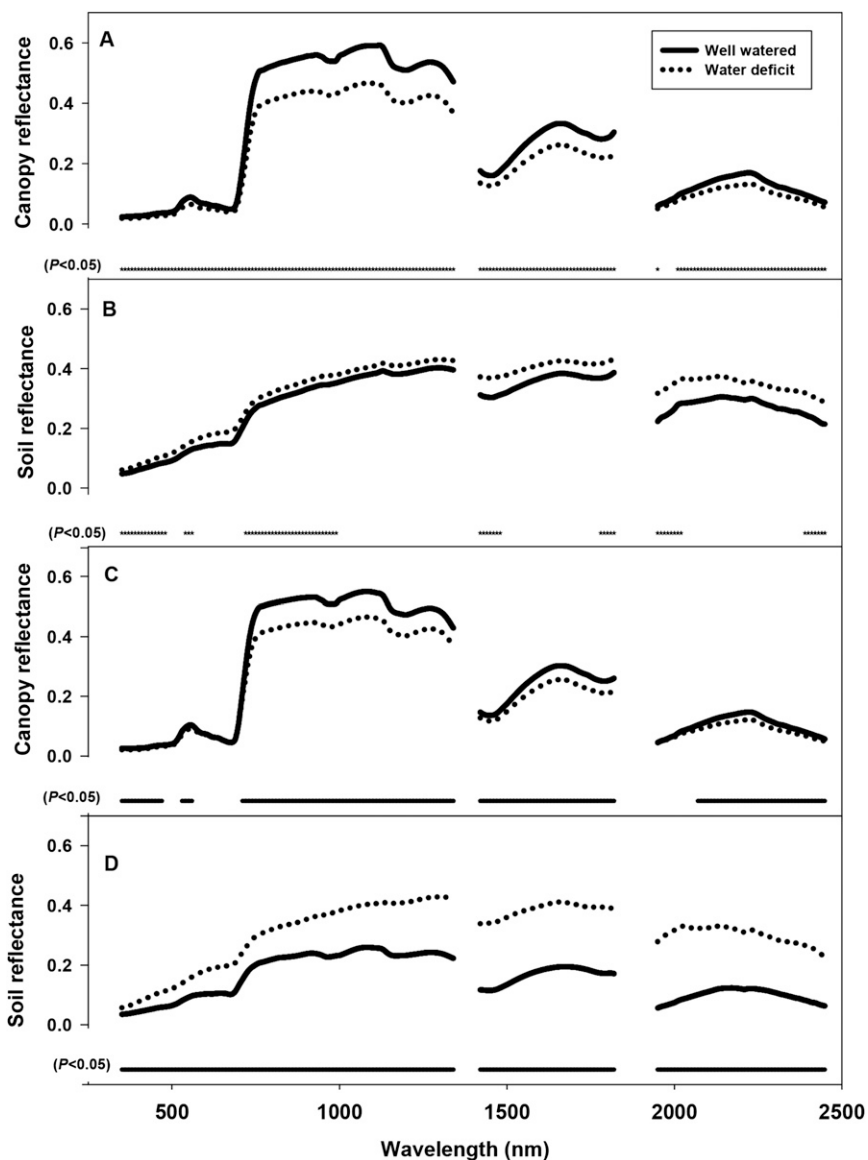 A
Canopy reflectance
0.6
0.4
0.2
0.0
Well watered
Water deficit
(P<0.05)
B
Soil reflectance
0.6
0.4
0.2
0.0
(P<0.05)
C
Canopy reflectance
0.6
0.4
0.2
0.0
(P<0.05)
D
Soil reflectance
0.6
0.4
0.2
0.0
(P<0.05)
500 1000 1500 2000 2500
Wavelength (nm)